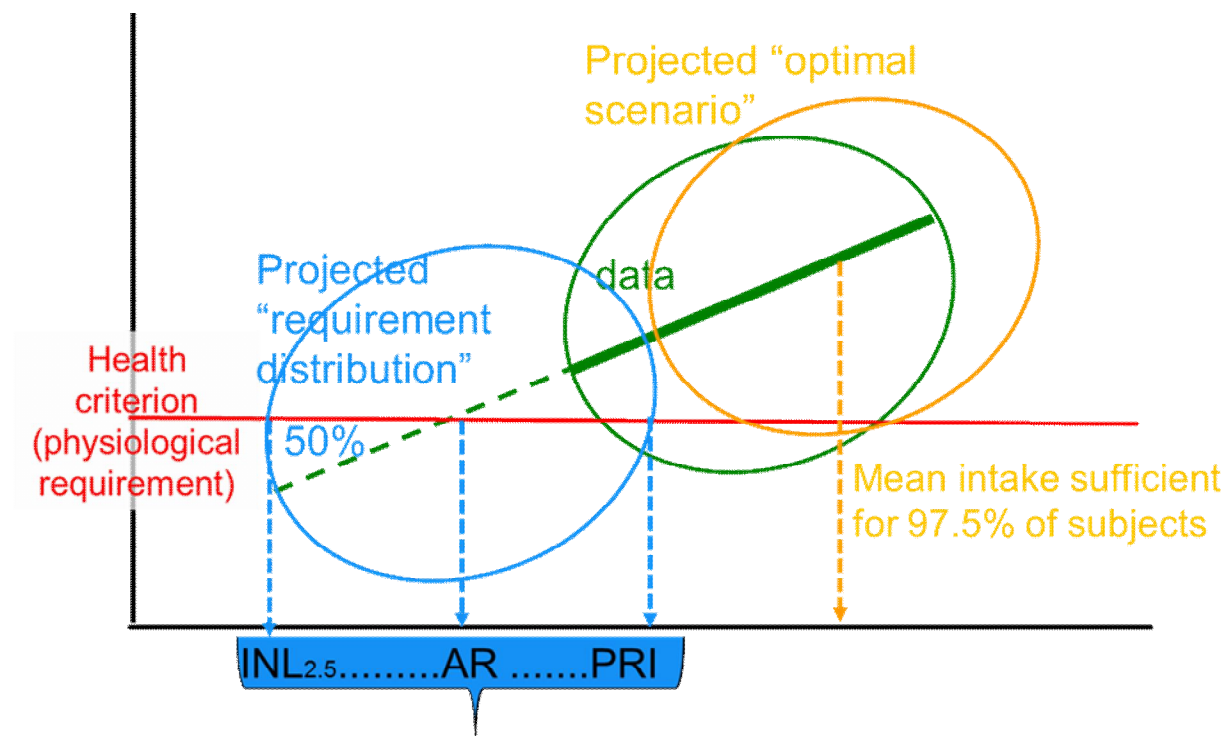 Projected “optimal
scenario”
Projected
“requirement
distribution”
data
Health
criterion
(physiological
requirement)
50%
Mean intake sufficient
for 97.5% of subjects
INL2.5.........AR .......PRI